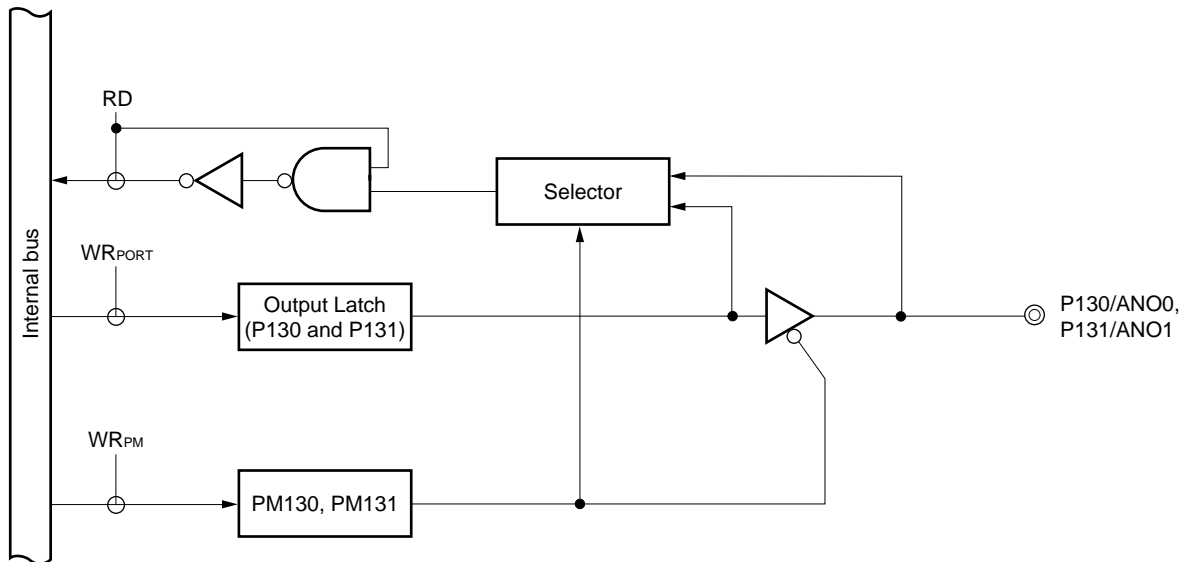 RD
Selector
Internal bus
WRPORT
Output Latch
(P130 and P131)
P130/ANO0,
P131/ANO1
WRPM
PM130, PM131